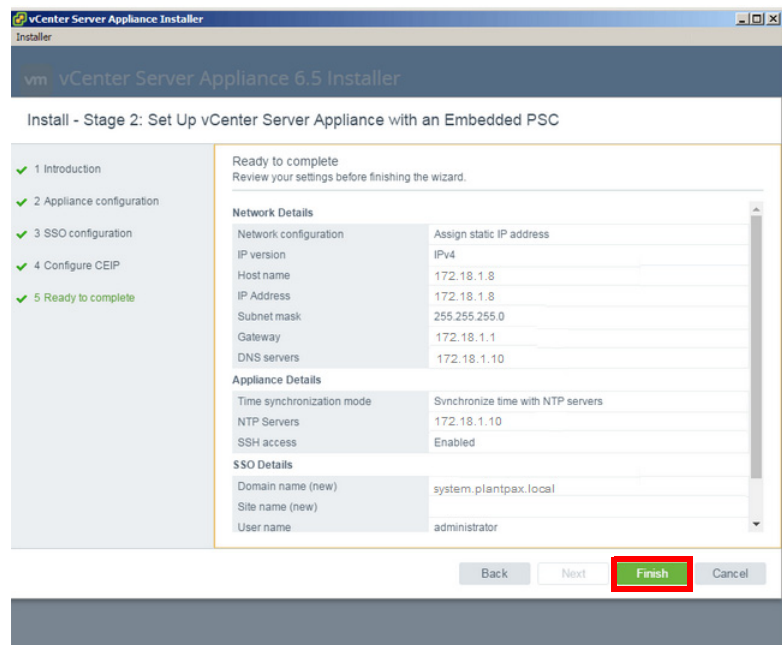 vCenter Server Appliance Installer
Installer
vm vCenter Server Appliance 6.5 Installer
Install - Stage 2: Set Up vCenter Server Appliance with an Embedded PSC
1 Introduction
2 Appliance configuration
3 SSO configuration
4 Configure CEIP
5 Ready to complete
Ready to complete
Review your settings before finishing the wizard.
Network Details
Network configuration Assign static IP address
IP version IPv4
Host name 172.18.1.8
IP Address 172.18.1.8
Subnet mask 255.255.255.0
Gateway 172.18.1.1
DNS servers 172.18.1.10
Appliance Details
Time synchronization mode Synchronize time with NTP servers
NTP Servers 172.18.1.10
SSH access Enabled
SSO Details
Domain name (new) system.plantpax.local
Site name (new)
User name administrator
Back Next Finish Cancel